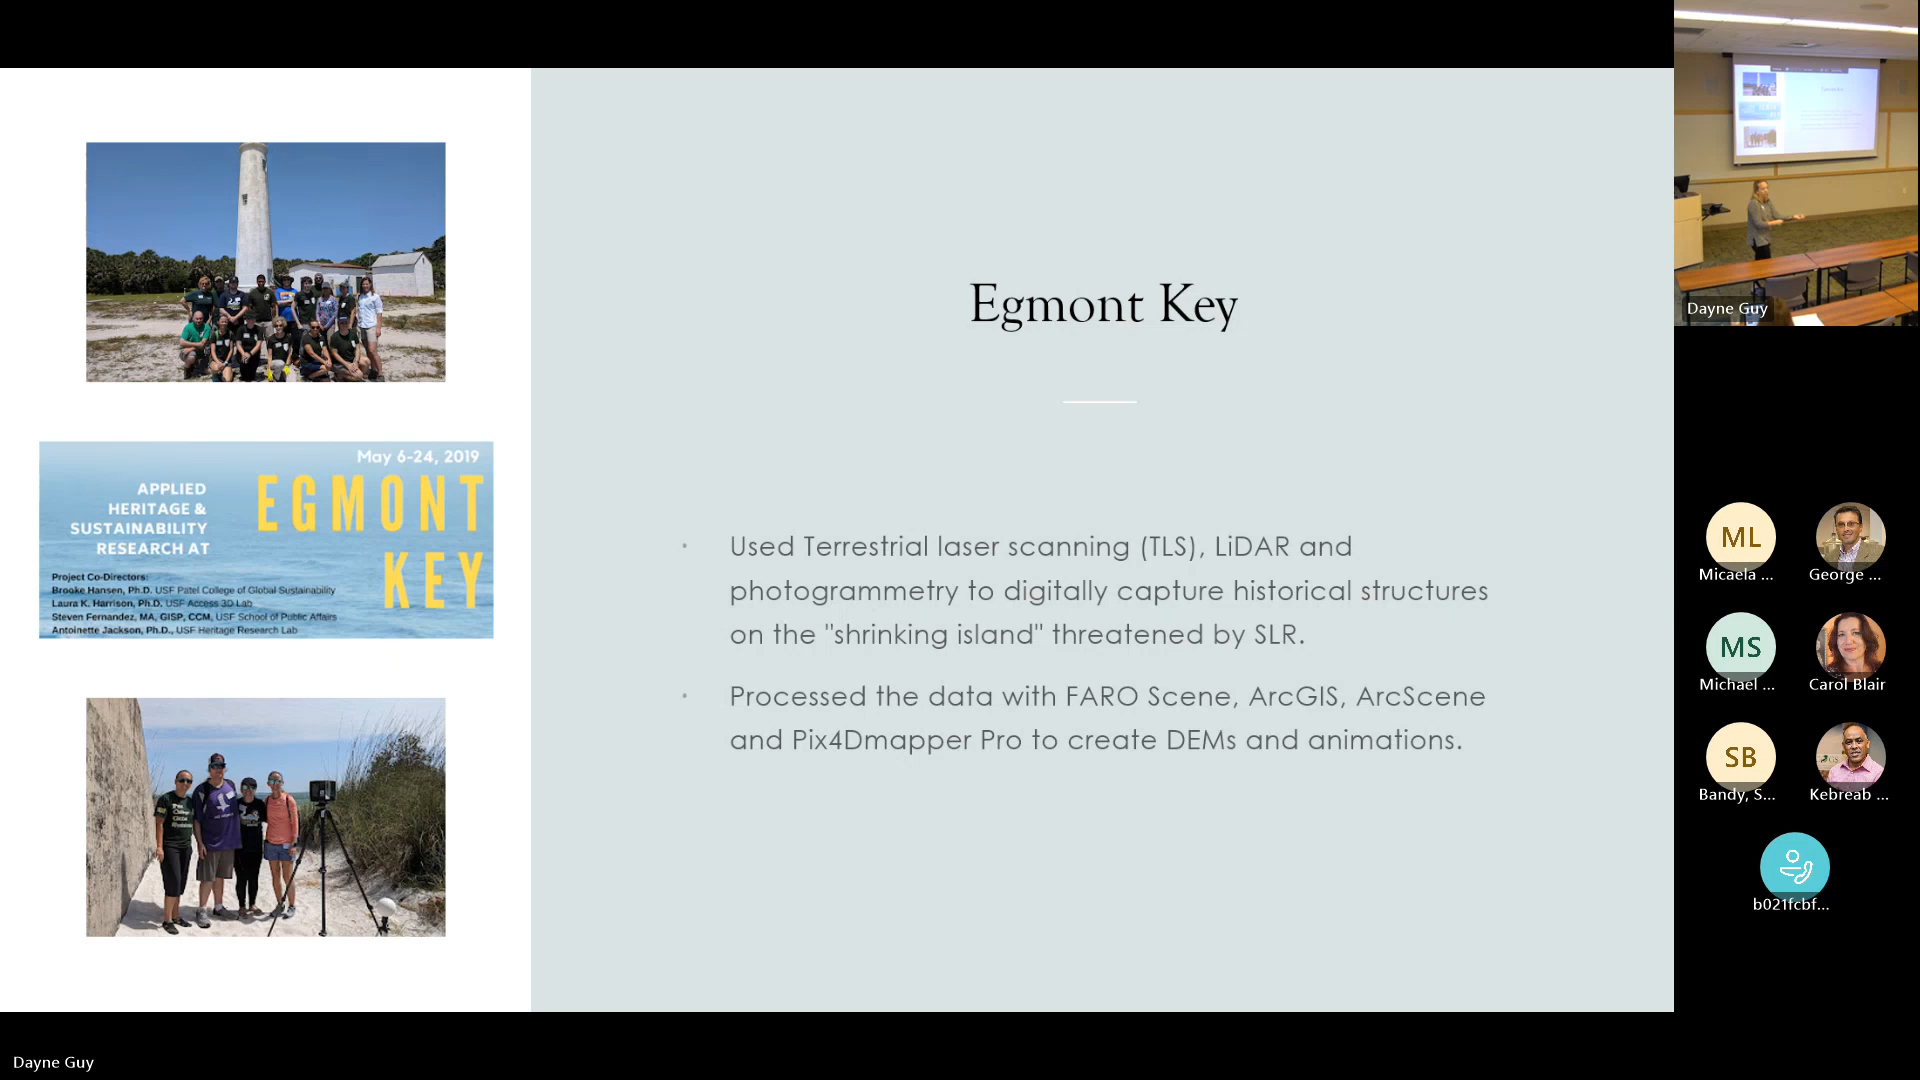 May 6-24, 2019
APPLIED
HERITAGE &
SUSTAINABILITY
RESEARCH AT
EGMONT
KEY
Project Co-Directors:
Brooke Hansen, Ph.D. USF Patel College of Global Sustainability
Laura K. Harrison, Ph.D. USF Access 3D Lab
Steven Fernandez, MA, GISP, CCM, USF School of Public Affairs
Antoinette Jackson, Ph.D., USF Heritage Research Lab
Egmont Key
· Used Terrestrial laser scanning (TLS), LiDAR and
photogrammetry to digitally capture historical structures
on the "shrinking island" threatened by SLR.
· Processed the data with FARO Scene, ArcGIS, ArcScene
and Pix4Dmapper Pro to create DEMs and animations.
Dayne Guy
ML
Micaela ...
George ...
MS
Michael ...
Carol Blair
SB
Bandy, S...
Kebreab ...
b021fcbf...
Dayne Guy